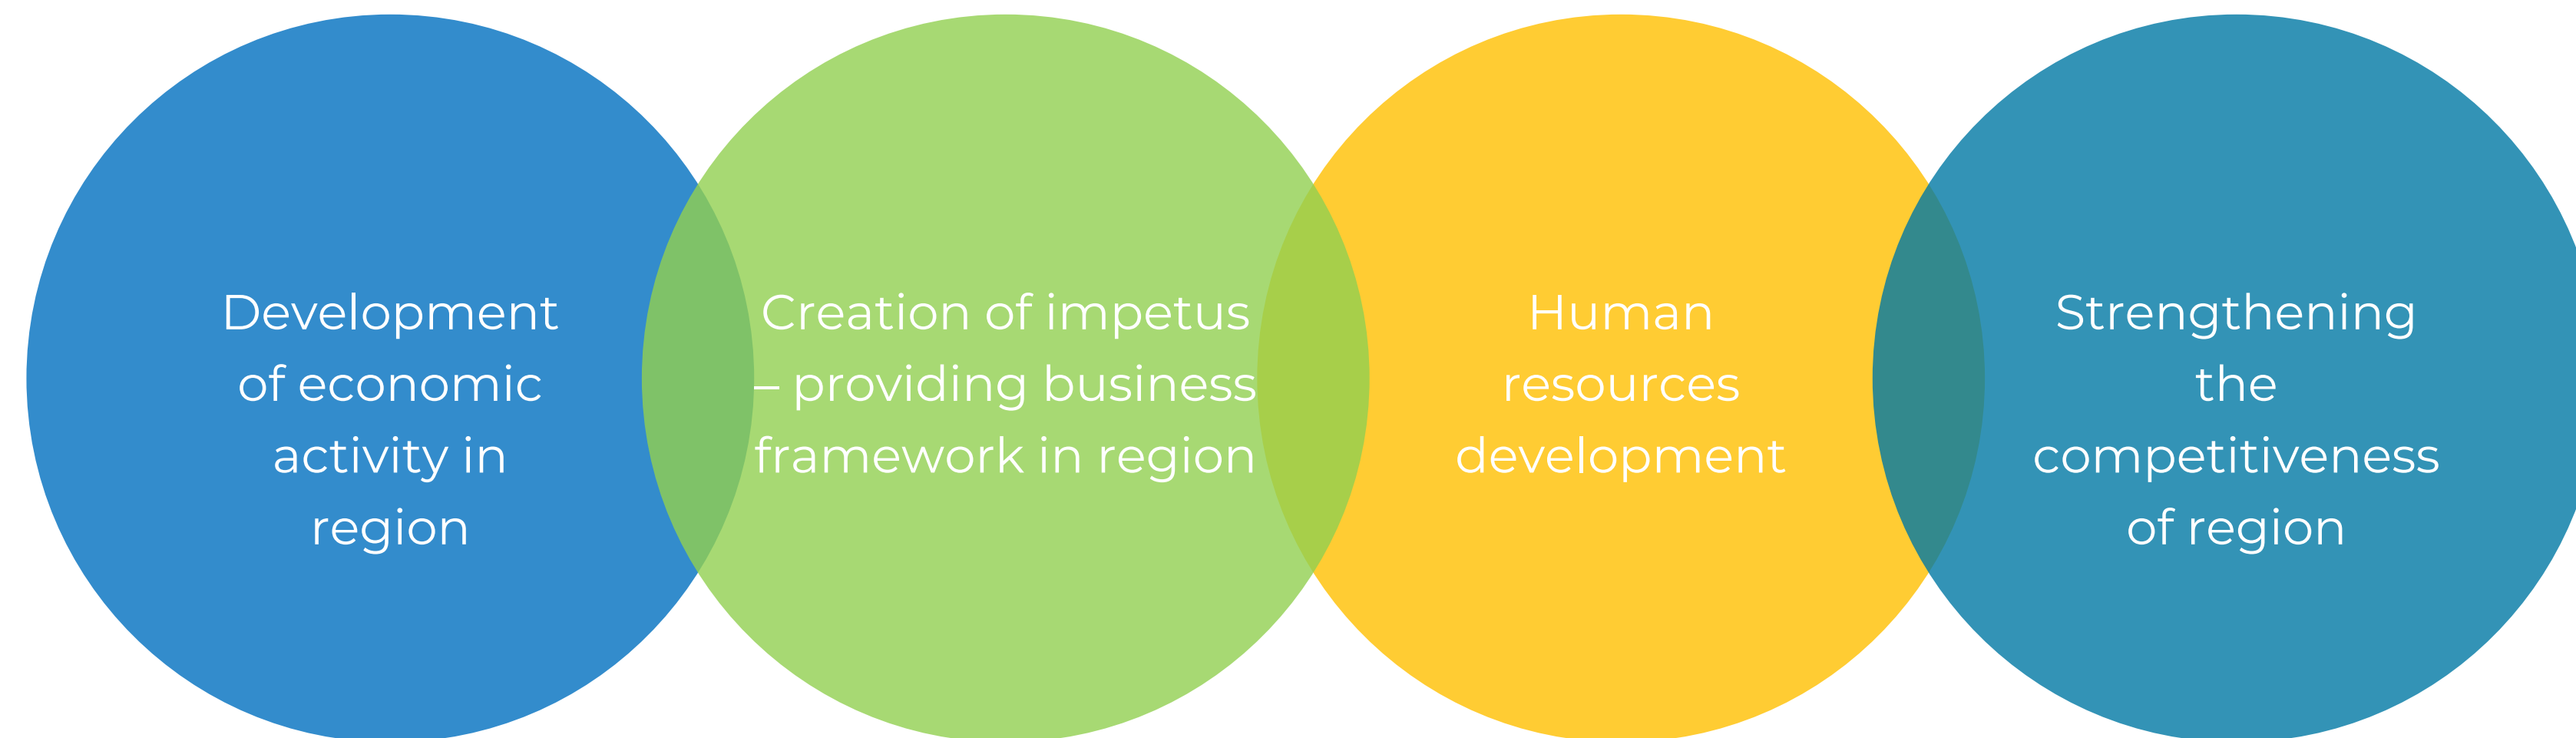 Development
of economic
activity in
region
Creation of impetus
– providing business
framework in region
Human
resources
development
Strengthening
the
competitiveness
of region